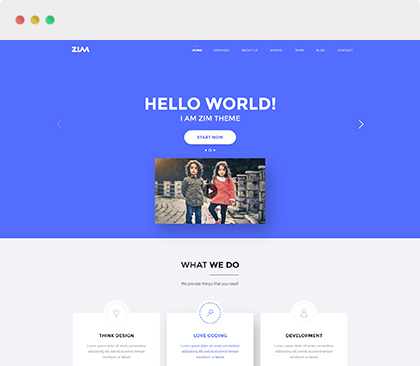 ZIM
HOME SERVICES ABOUT US WORKS TEAM BLOG CONTACT
HELLO WORLD!
I AM ZIM THEME
START NOW
WHAT WE DO
We provide things that you need!
THINK DESIGN
Lorem ipsum dolor sit amet, consectetur
adipiscing elit, sed do eiusmod tempor
incididunt ut labore
LOVE CODING
Lorem ipsum dolor sit amet, consectetur
adipiscing elit, sed do eiusmod tempor
incididunt ut labore
DEVELOPMENT
Lorem ipsum dolor sit amet, consectetur
adipiscing elit, sed do eiusmod tempor
incididunt ut labore